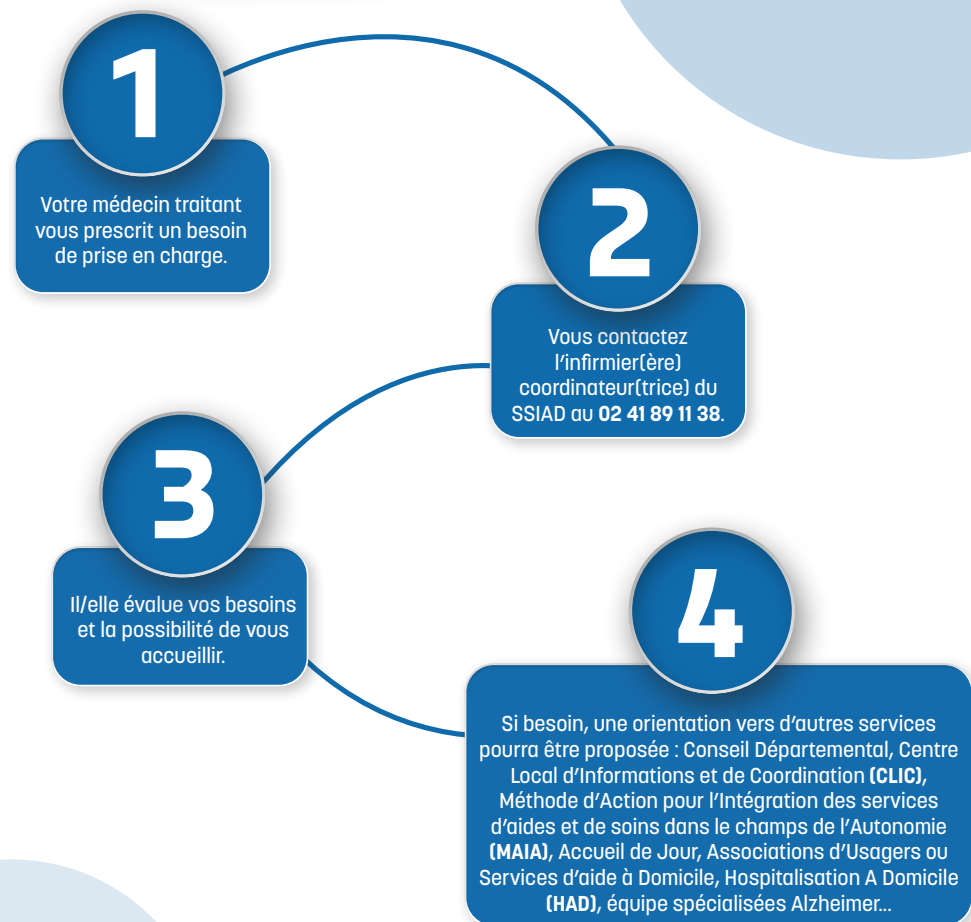 1
Votre médecin traitant
vous prescrit un besoin
de prise en charge.
2
Vous contactez
l'infirmier(ère)
coordinateur(trice) du
SSIAD au 02 41 89 11 38.
3
Il/elle évalue vos besoins
et la possibilité de vous
accueillir.
4
Si besoin, une orientation vers d'autres services
pourra être proposée : Conseil Départemental, Centre
Local d'Informations et de Coordination (CLIC),
Méthode d'Action pour l'Intégration des services
d'aides et de soins dans le champs de l'Autonomie
(MAIA), Accueil de Jour, Associations d'Usagers ou
Services d'aide à Domicile, Hospitalisation A Domicile
(HAD), équipe spécialisées Alzheimer...